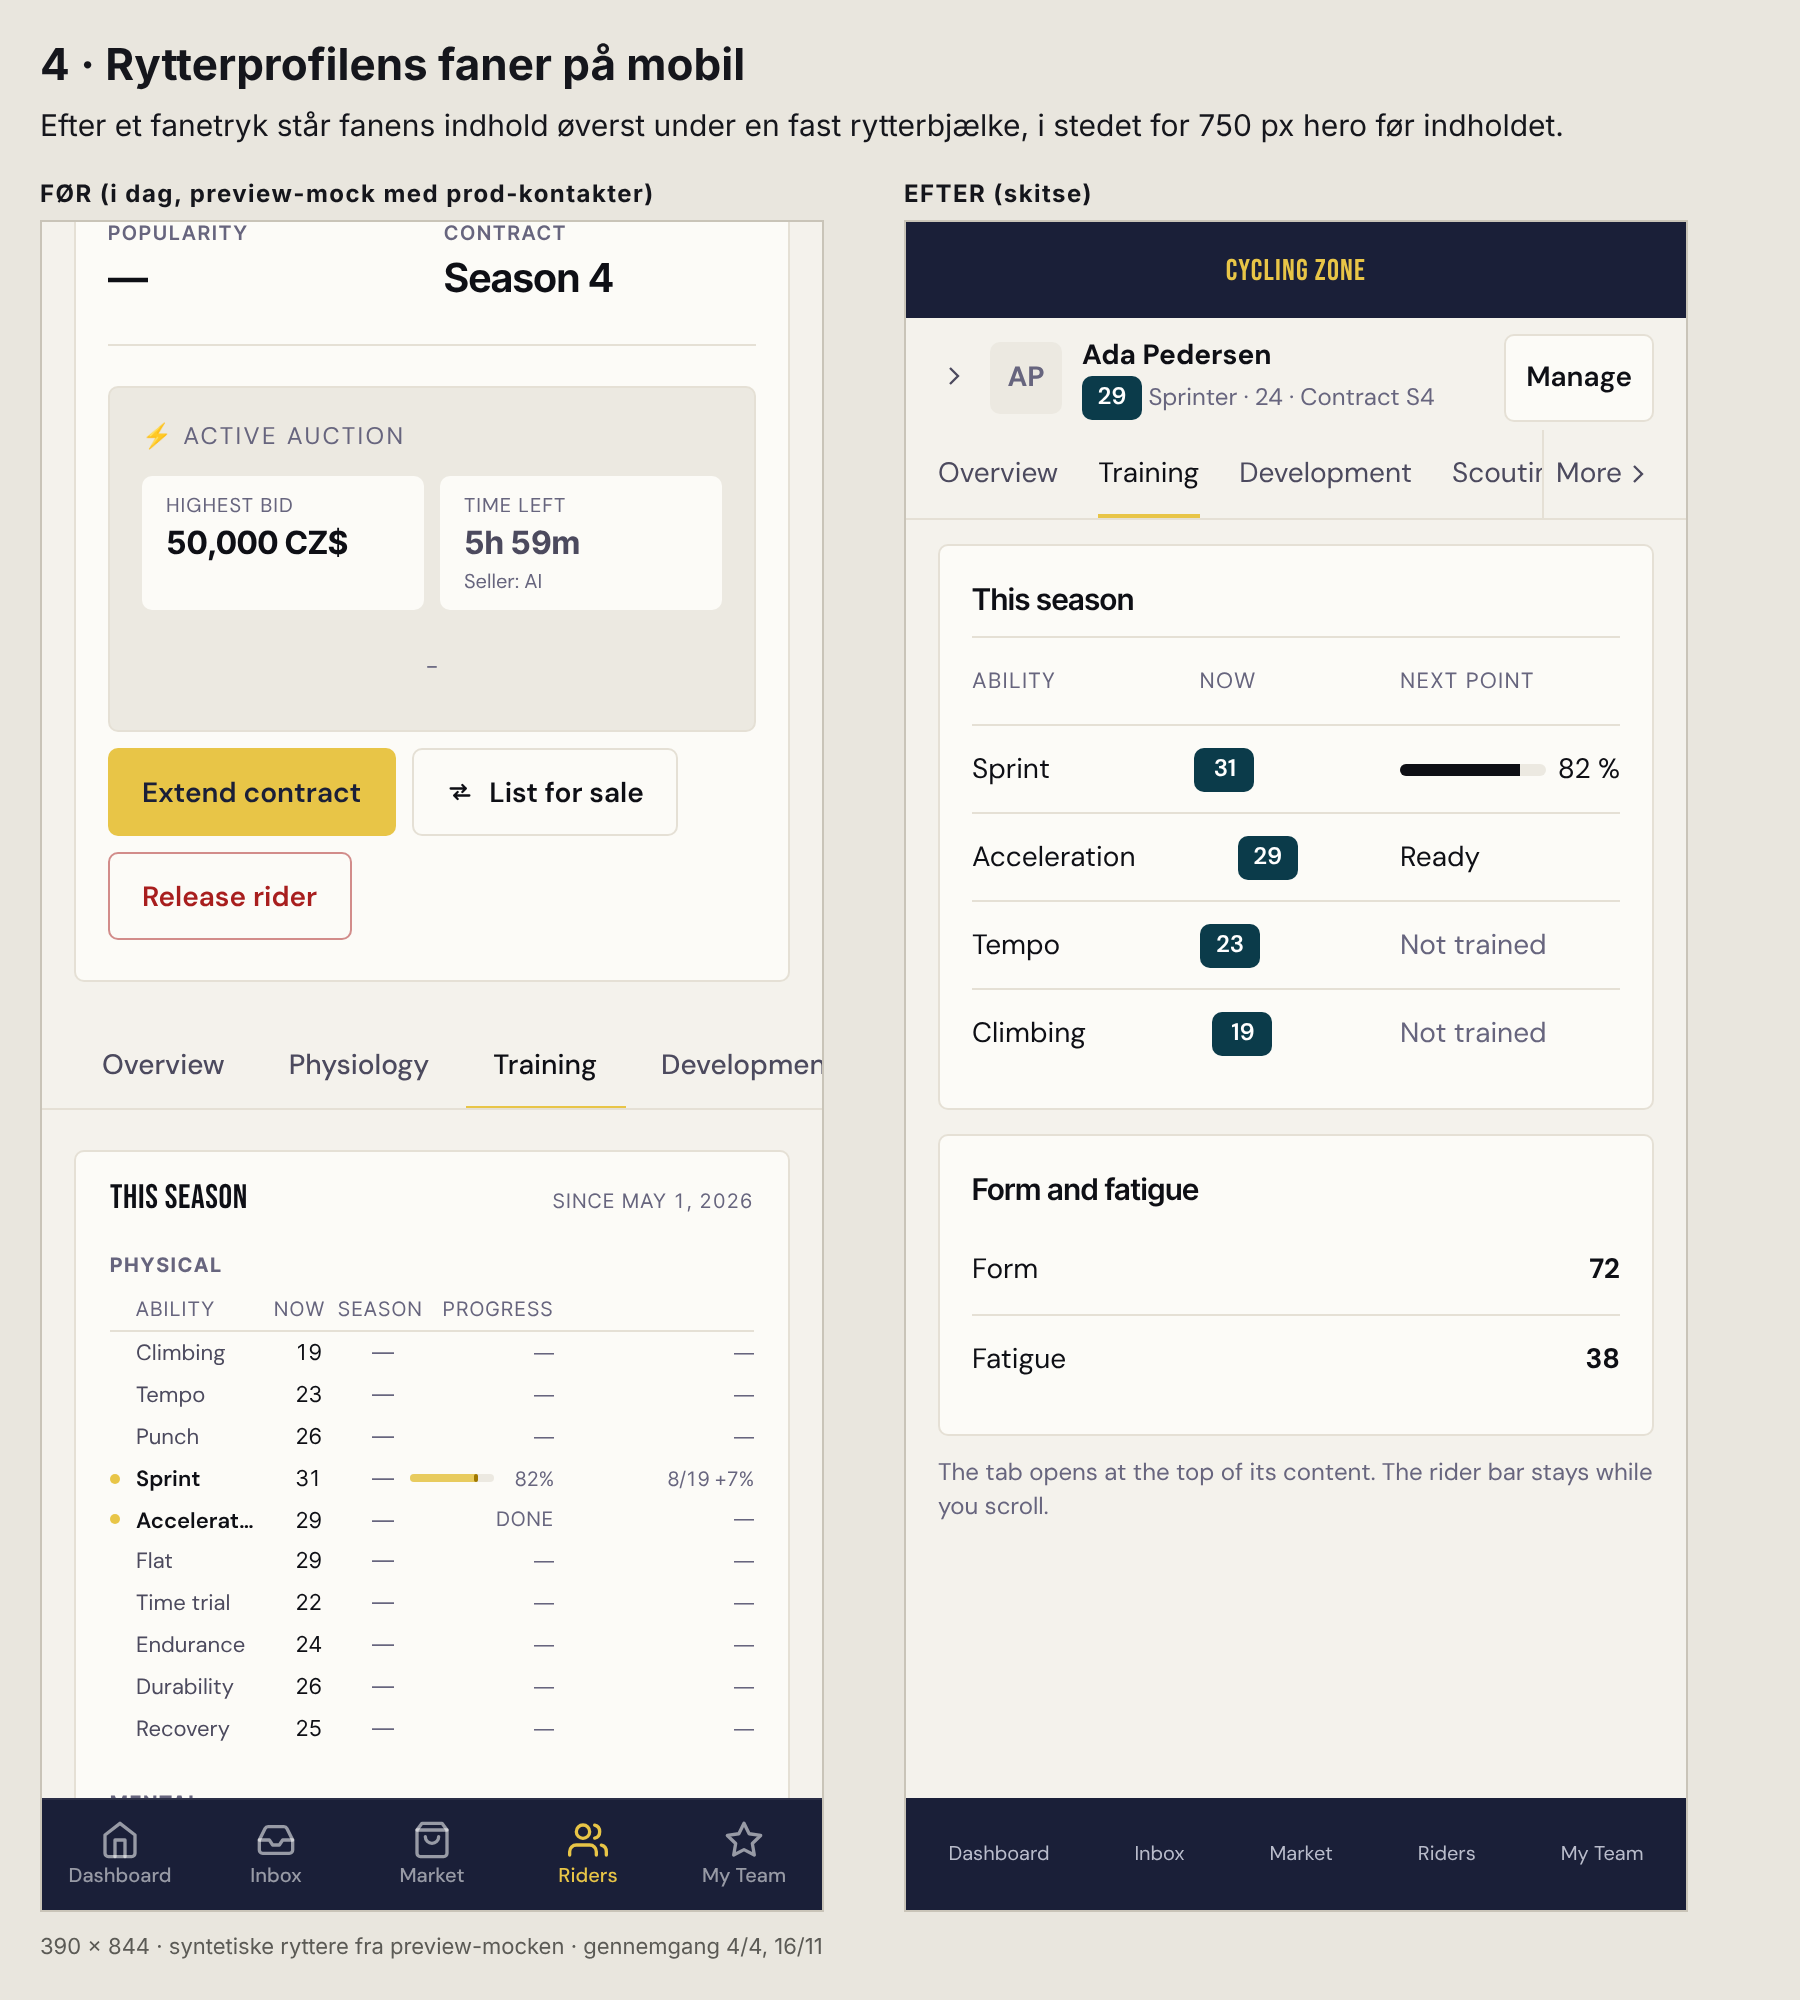 4 · Rytterprofilens faner på mobil
Efter et fanetryk står fanens indhold øverst under en fast rytterbjælke, i stedet for 750 px hero før indholdet.
FØR (i dag, preview-mock med prod-kontakter)
POPULARITY CONTRACT
— Season 4
⚡ ACTIVE AUCTION
HIGHEST BID TIME LEFT
50,000 CZ$ 5h 59m
Seller: AI
–
Extend contract List for sale
Release rider
Overview Physiology Training Developmen
THIS SEASON SINCE MAY 1, 2026
PHYSICAL
ABILITY NOW SEASON PROGRESS
Climbing 19 — — —
Tempo 23 — — —
Punch 26 — — —
Sprint 31 — 82% 8/19 +7%
Accelerat... 29 — DONE —
Flat 29 — — —
Time trial 22 — — —
Endurance 24 — — —
Durability 26 — — —
Recovery 25 — — —
Dashboard Inbox Market Riders My Team
EFTER (skitse)
CYCLING ZONE
AP Ada Pedersen Manage
29 Sprinter · 24 · Contract S4
Overview Training Development Scoutin More
This season
ABILITY NOW NEXT POINT
Sprint 31 82 %
Acceleration 29 Ready
Tempo 23 Not trained
Climbing 19 Not trained
Form and fatigue
Form 72
Fatigue 38
The tab opens at the top of its content. The rider bar stays while
you scroll.
Dashboard Inbox Market Riders My Team
390 × 844 · syntetiske ryttere fra preview-mocken · gennemgang 4/4, 16/11